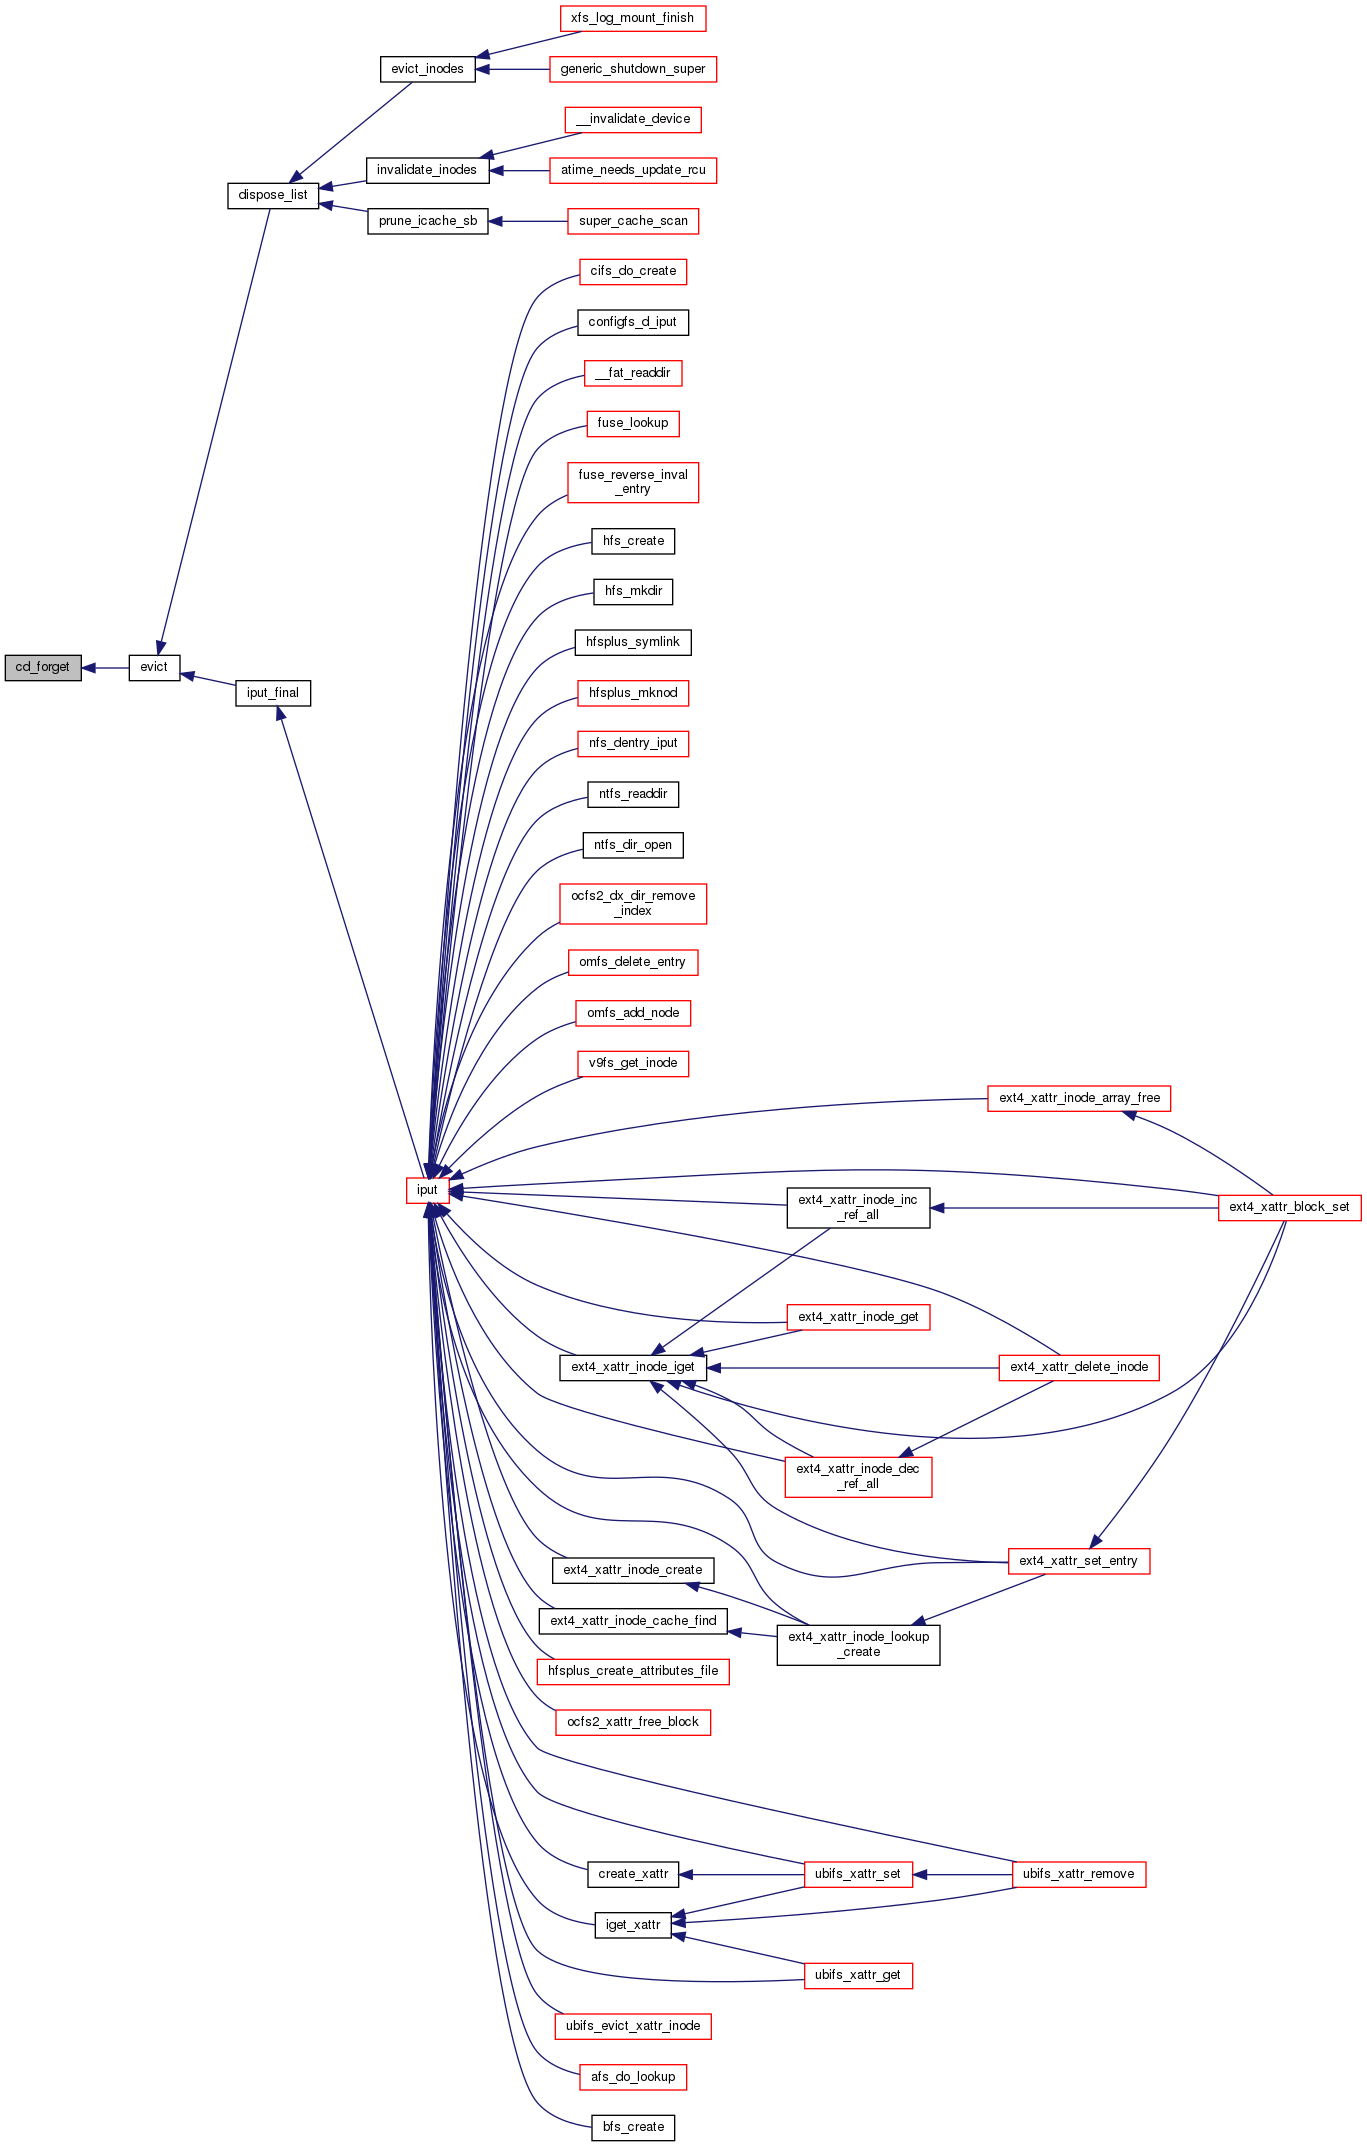 xfs_log_mount_finish
evict_inodes
generic_shutdown_super
__invalidate_device
invalidate_inodes
atime_needs_update_rcu
dispose_list
prune_icache_sb
super_cache_scan
cifs_do_create
configfs_d_iput
__fat_readdir
fuse_lookup
fuse_reverse_inval
_entry
hfs_create
hfs_mkdir
hfsplus_symlink
cd_forget
evict
iput_final
hfsplus_mknod
nfs_dentry_iput
ntfs_readdir
ntfs_dir_open
ocfs2_dx_dir_remove
_index
omfs_delete_entry
omfs_add_node
v9fs_get_inode
ext4_xattr_inode_array_free
iput
ext4_xattr_inode_inc
_ref_all
ext4_xattr_block_set
ext4_xattr_inode_get
ext4_xattr_inode_iget
ext4_xattr_delete_inode
ext4_xattr_inode_dec
_ref_all
ext4_xattr_set_entry
ext4_xattr_inode_create
ext4_xattr_inode_cache_find
ext4_xattr_inode_lookup
_create
hfsplus_create_attributes_file
ocfs2_xattr_free_block
create_xattr
ubifs_xattr_set
ubifs_xattr_remove
iget_xattr
ubifs_xattr_get
ubifs_evict_xattr_inode
afs_do_lookup
bfs_create